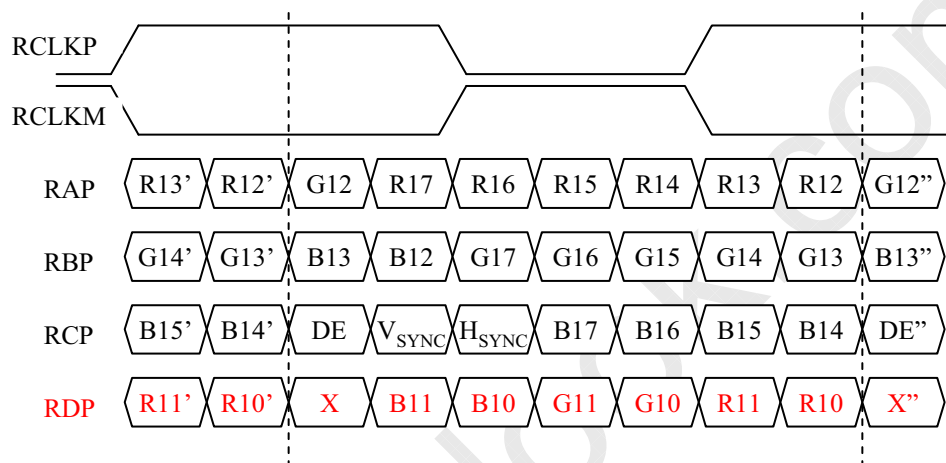 RCLKP
RCLKM
RAP R13’ R12’ G12 R17 R16 R15 R14 R13 R12 G12”
RBP G14’ G13’ B13 B12 G17 G16 G15 G14 G13 B13”
RCP B15’ B14’ DE VSYNC HSYNC B17 B16 B15 B14 DE”
RDP R11’ R10’ X B11 B10 G11 G10 R11 R10 X”